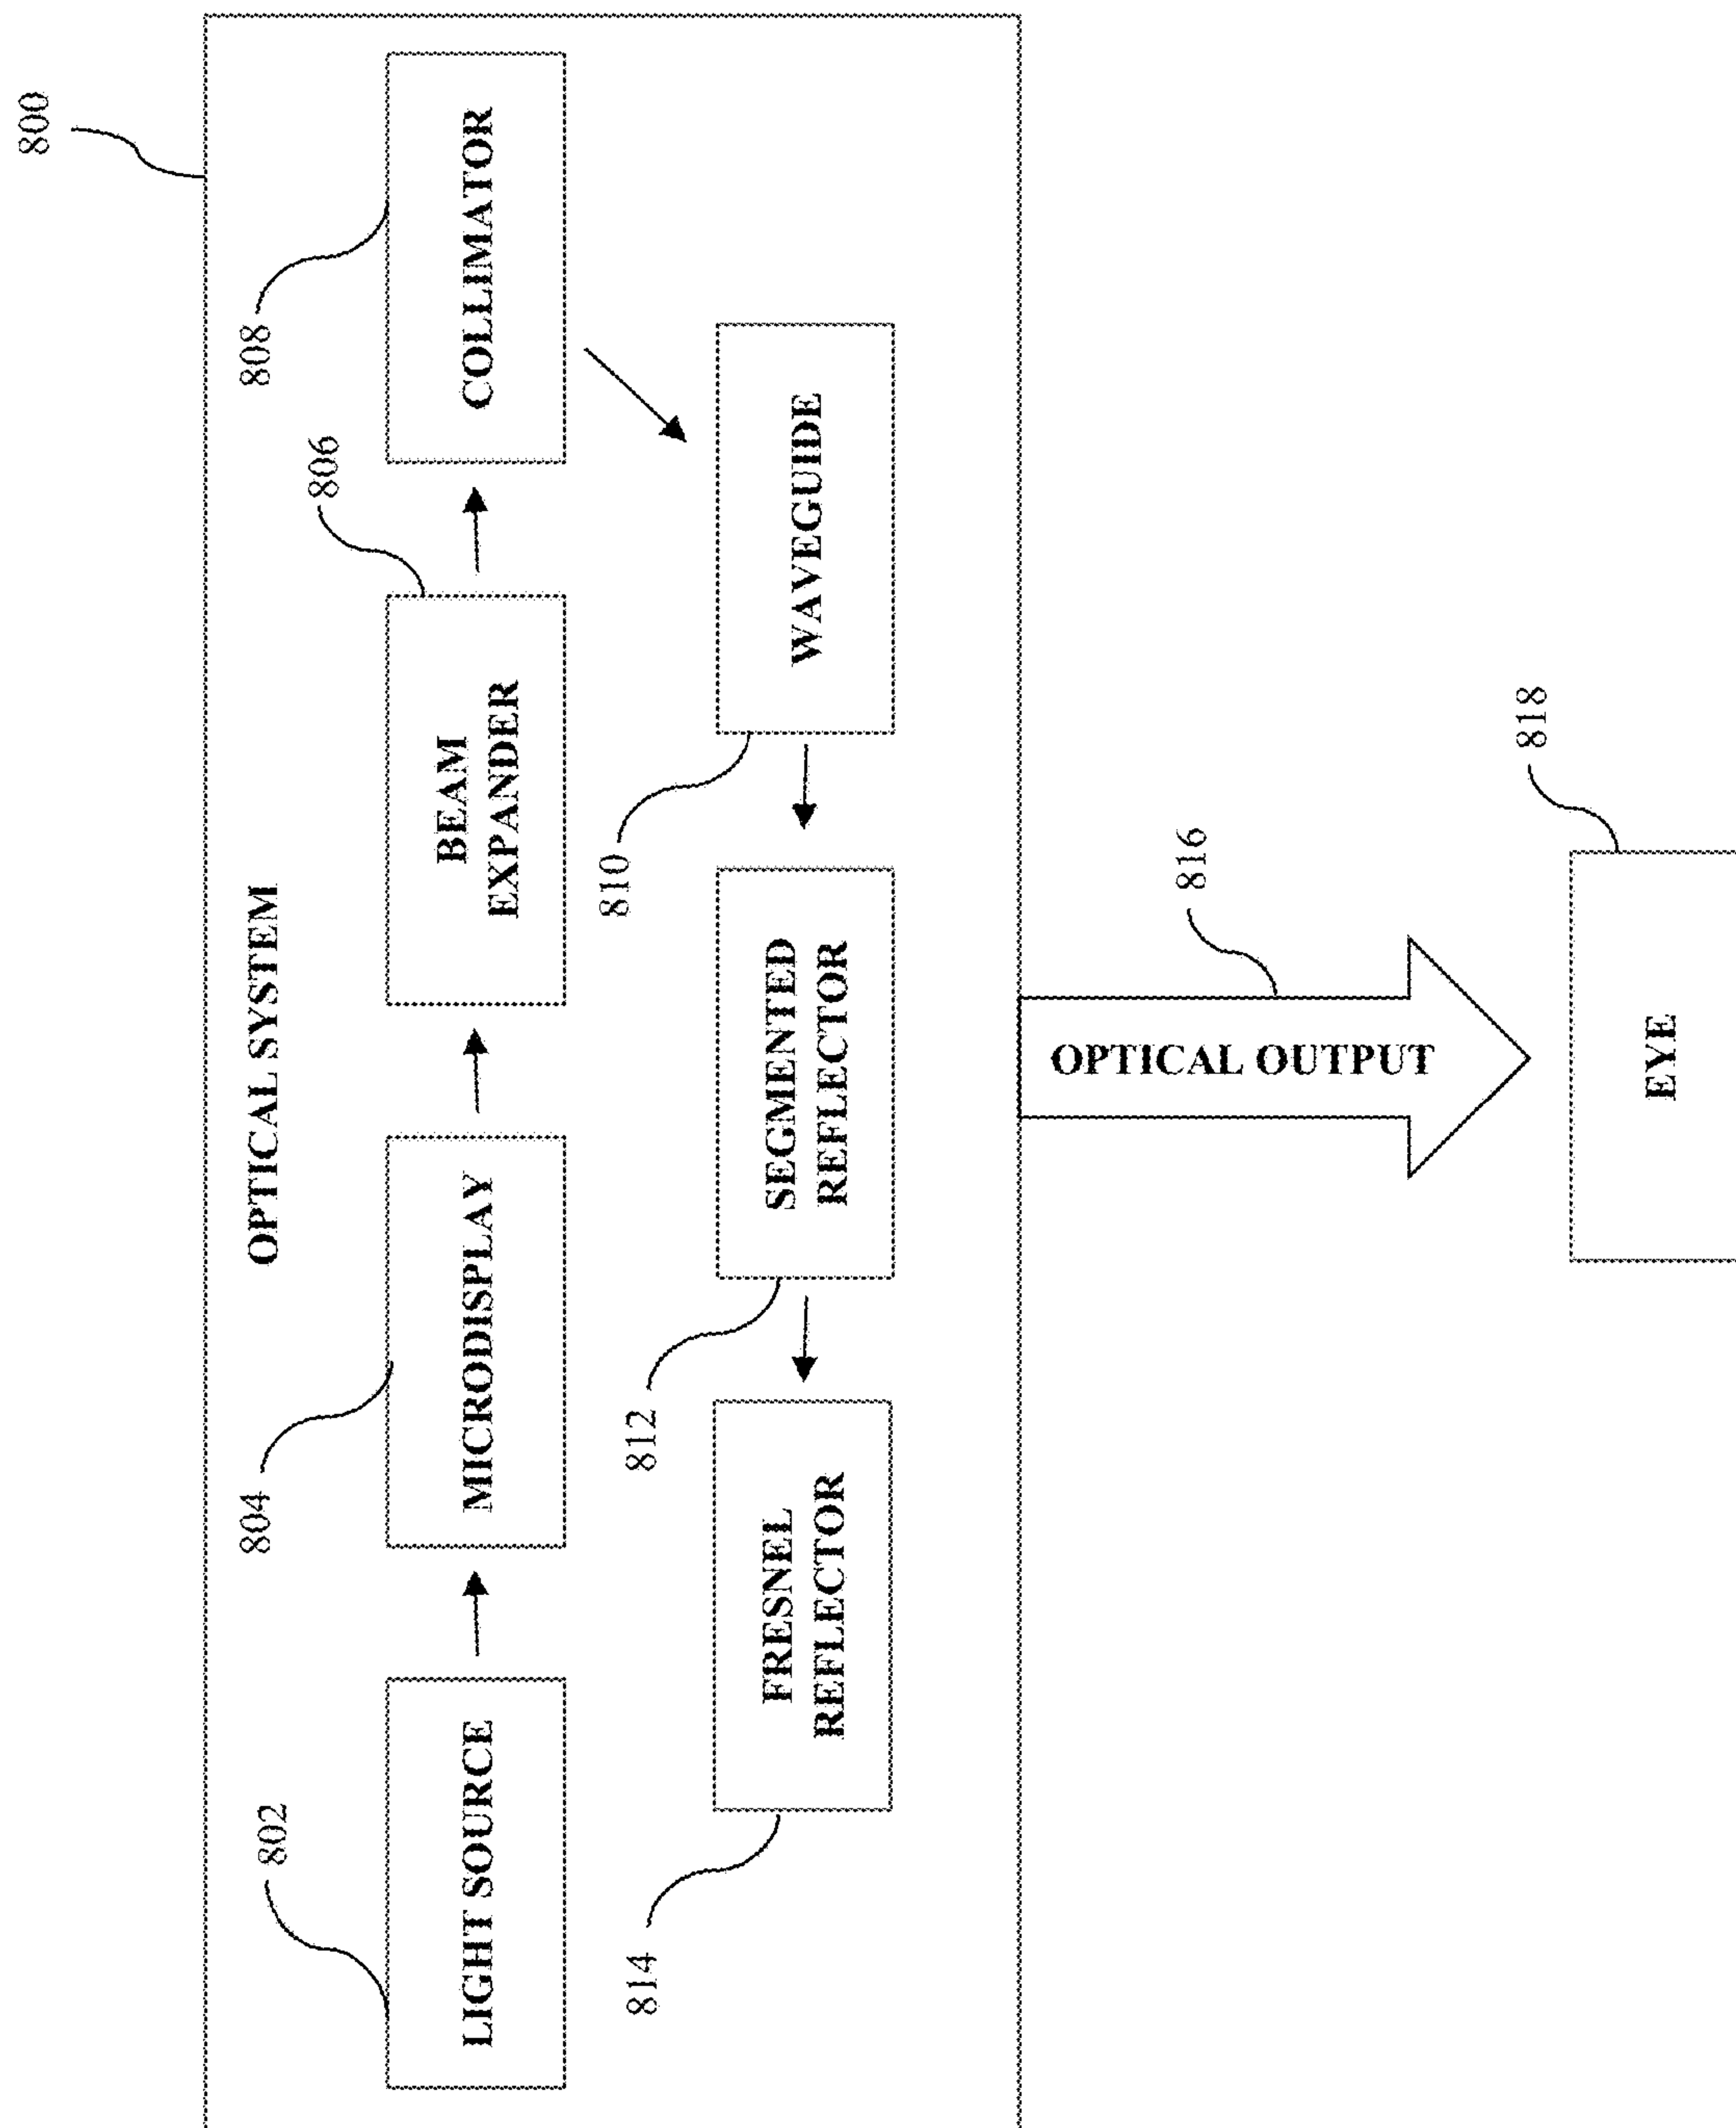 800
OPTICAL SYSTEM
802
804
806
808
LIGHT SOURCE
MICRODISPLAY
BEAM
EXPANDER
COLLIMATOR
814
812
810
FRESNEL
REFLECTOR
SEGMENTED
REFLECTOR
WAVEGUIDE
OPTICAL OUTPUT
816
EYE
818